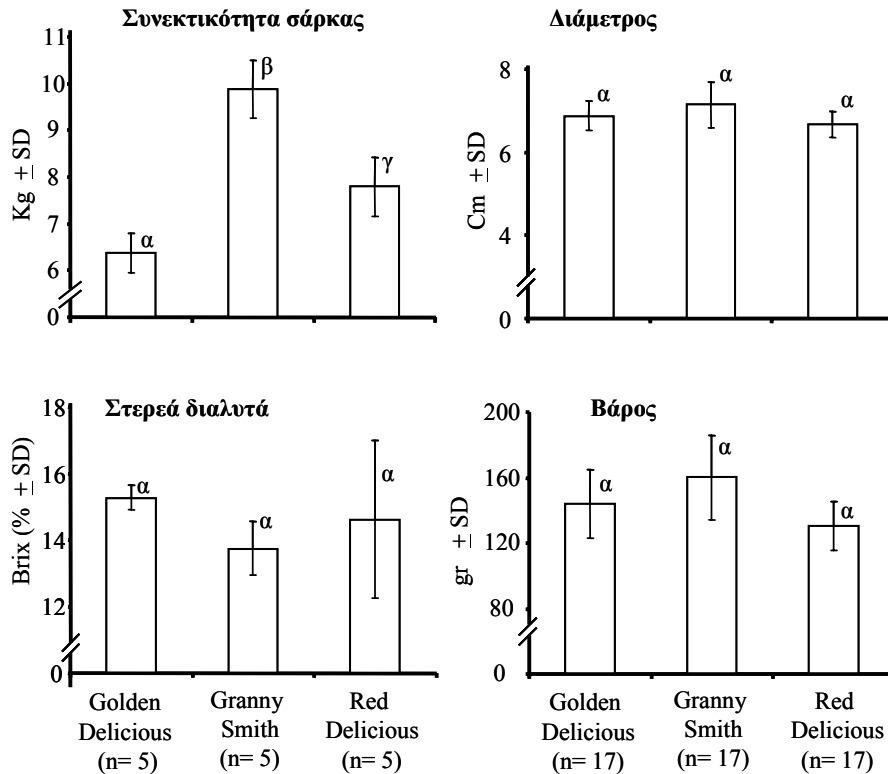 Συνεκτικότητα σάρκας
Kg ± SD
11
10
9
8
7
6
0
α
β
γ
Διάμετρος
Cm ± SD
8
6
4
0
α
α
α
Στερεά διαλυτά
Brix (% ± SD)
18
16
14
12
0
α
α
α
Golden
Delicious
(n= 5)
Granny
Smith
(n= 5)
Red
Delicious
(n= 5)
Βάρος
gr ± SD
200
160
120
80
0
α
α
α
Golden
Delicious
(n= 17)
Granny
Smith
(n= 17)
Red
Delicious
(n= 17)